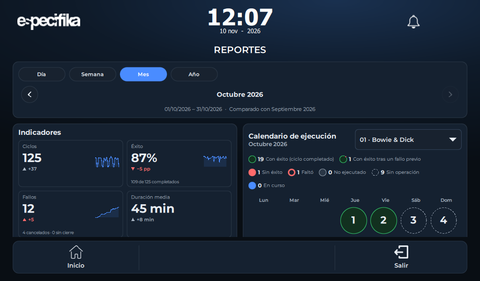 especifika
12:07
10 nov - 2026
REPORTES
Día
Semana
Mes
Año
Octubre 2026
01/10/2026 – 31/10/2026 · Comparado con Septiembre 2026
Indicadores
Ciclos
125
▲ +37
Éxito
87%
▼ -5 pp
109 de 125 completados
Fallos
12
▲ +5
4 cancelados · 0 sin cierre
Duración media
45 min
▲ +8 min
Calendario de ejecución
Octubre 2026
01 - Bowie & Dick
19 Con éxito (ciclo completado)
1 Con éxito tras un fallo previo
1 Sin éxito
1 Faltó
0 No ejecutado
9 Sin operación
0 En curso
Lun Mar Mié Jue Vie Sáb Dom
1 2 3 4
Inicio
Salir